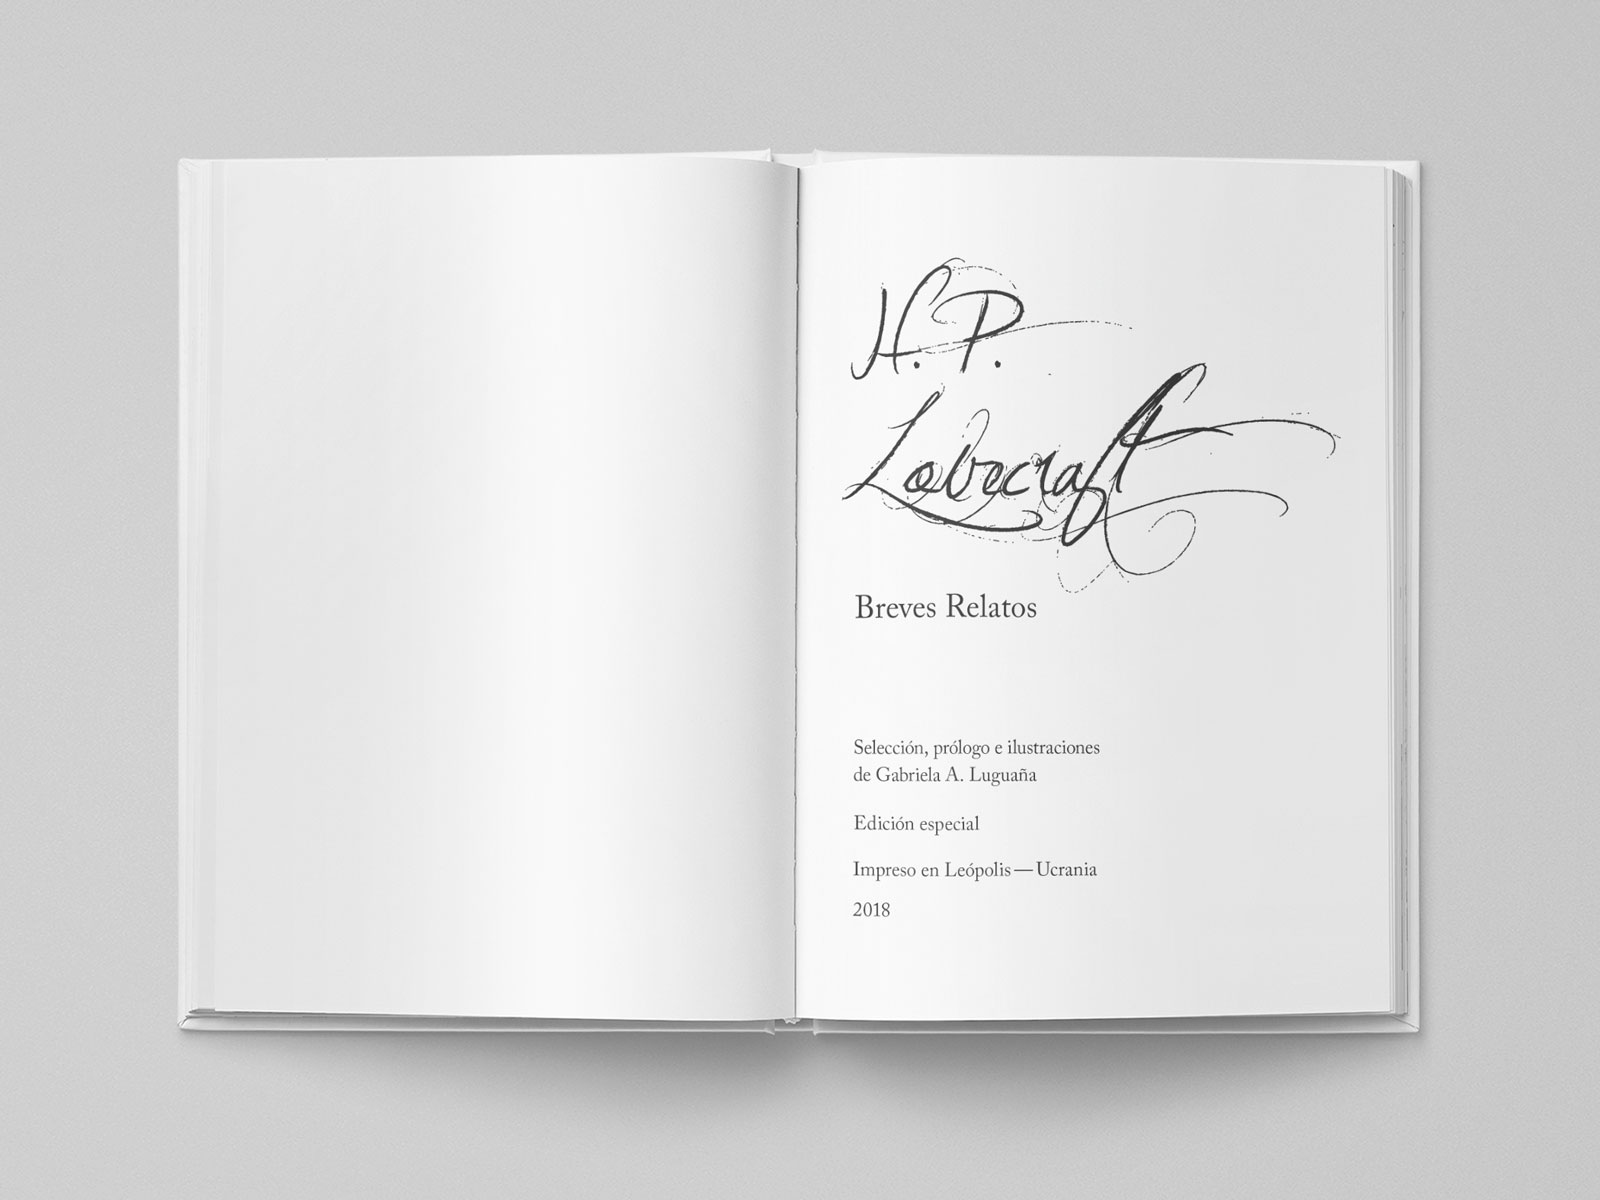 H. P.
Lovecraft
Breves Relatos
Selección, prólogo e ilustraciones
de Gabriela A. Luguaña
Edición especial
Impreso en Leópolis — Ucrania
2018